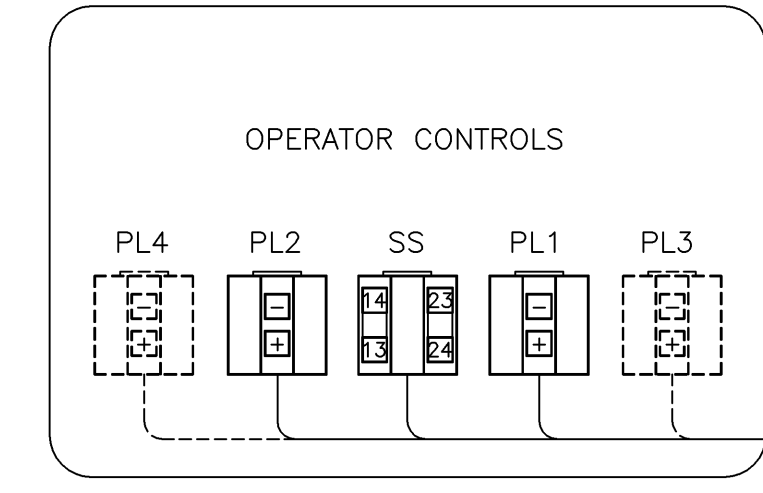 OPERATOR CONTROLS
PL4 PL2 SS PL1 PL3
- - 14 23 - -
+ + 13 24 + +